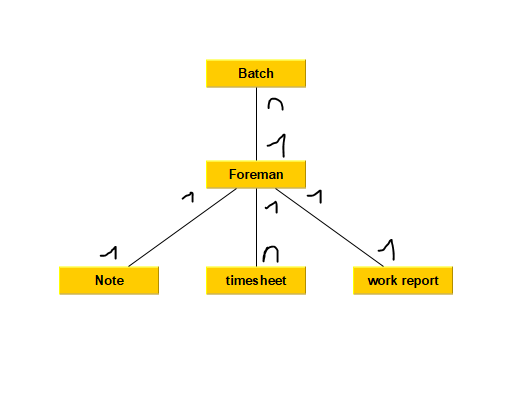 Batch
n
1
Foreman
1 1 1
1 n 1
Note timesheet work report